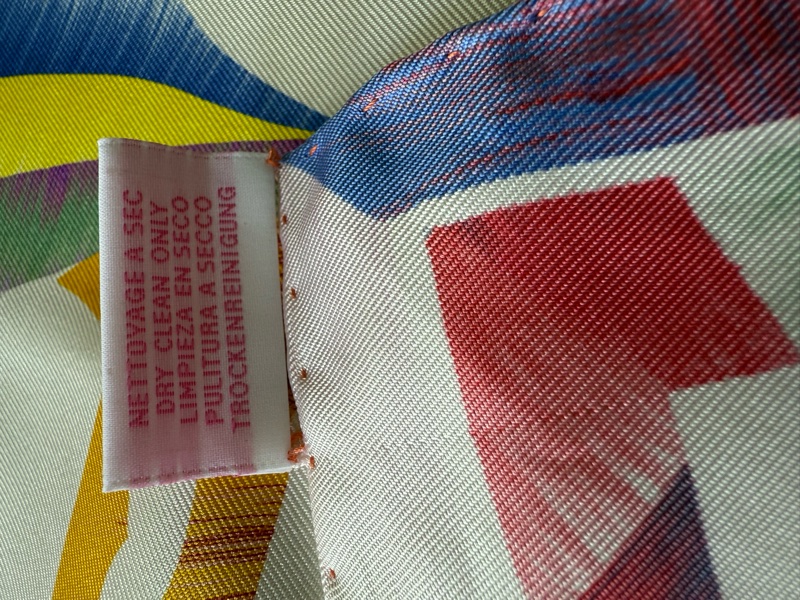 NETTOYAGE A SEC
DRY CLEAN ONLY
LIMPIEZA EN SECO
PULITURA A SECCO
TROCKENREINIGUNG